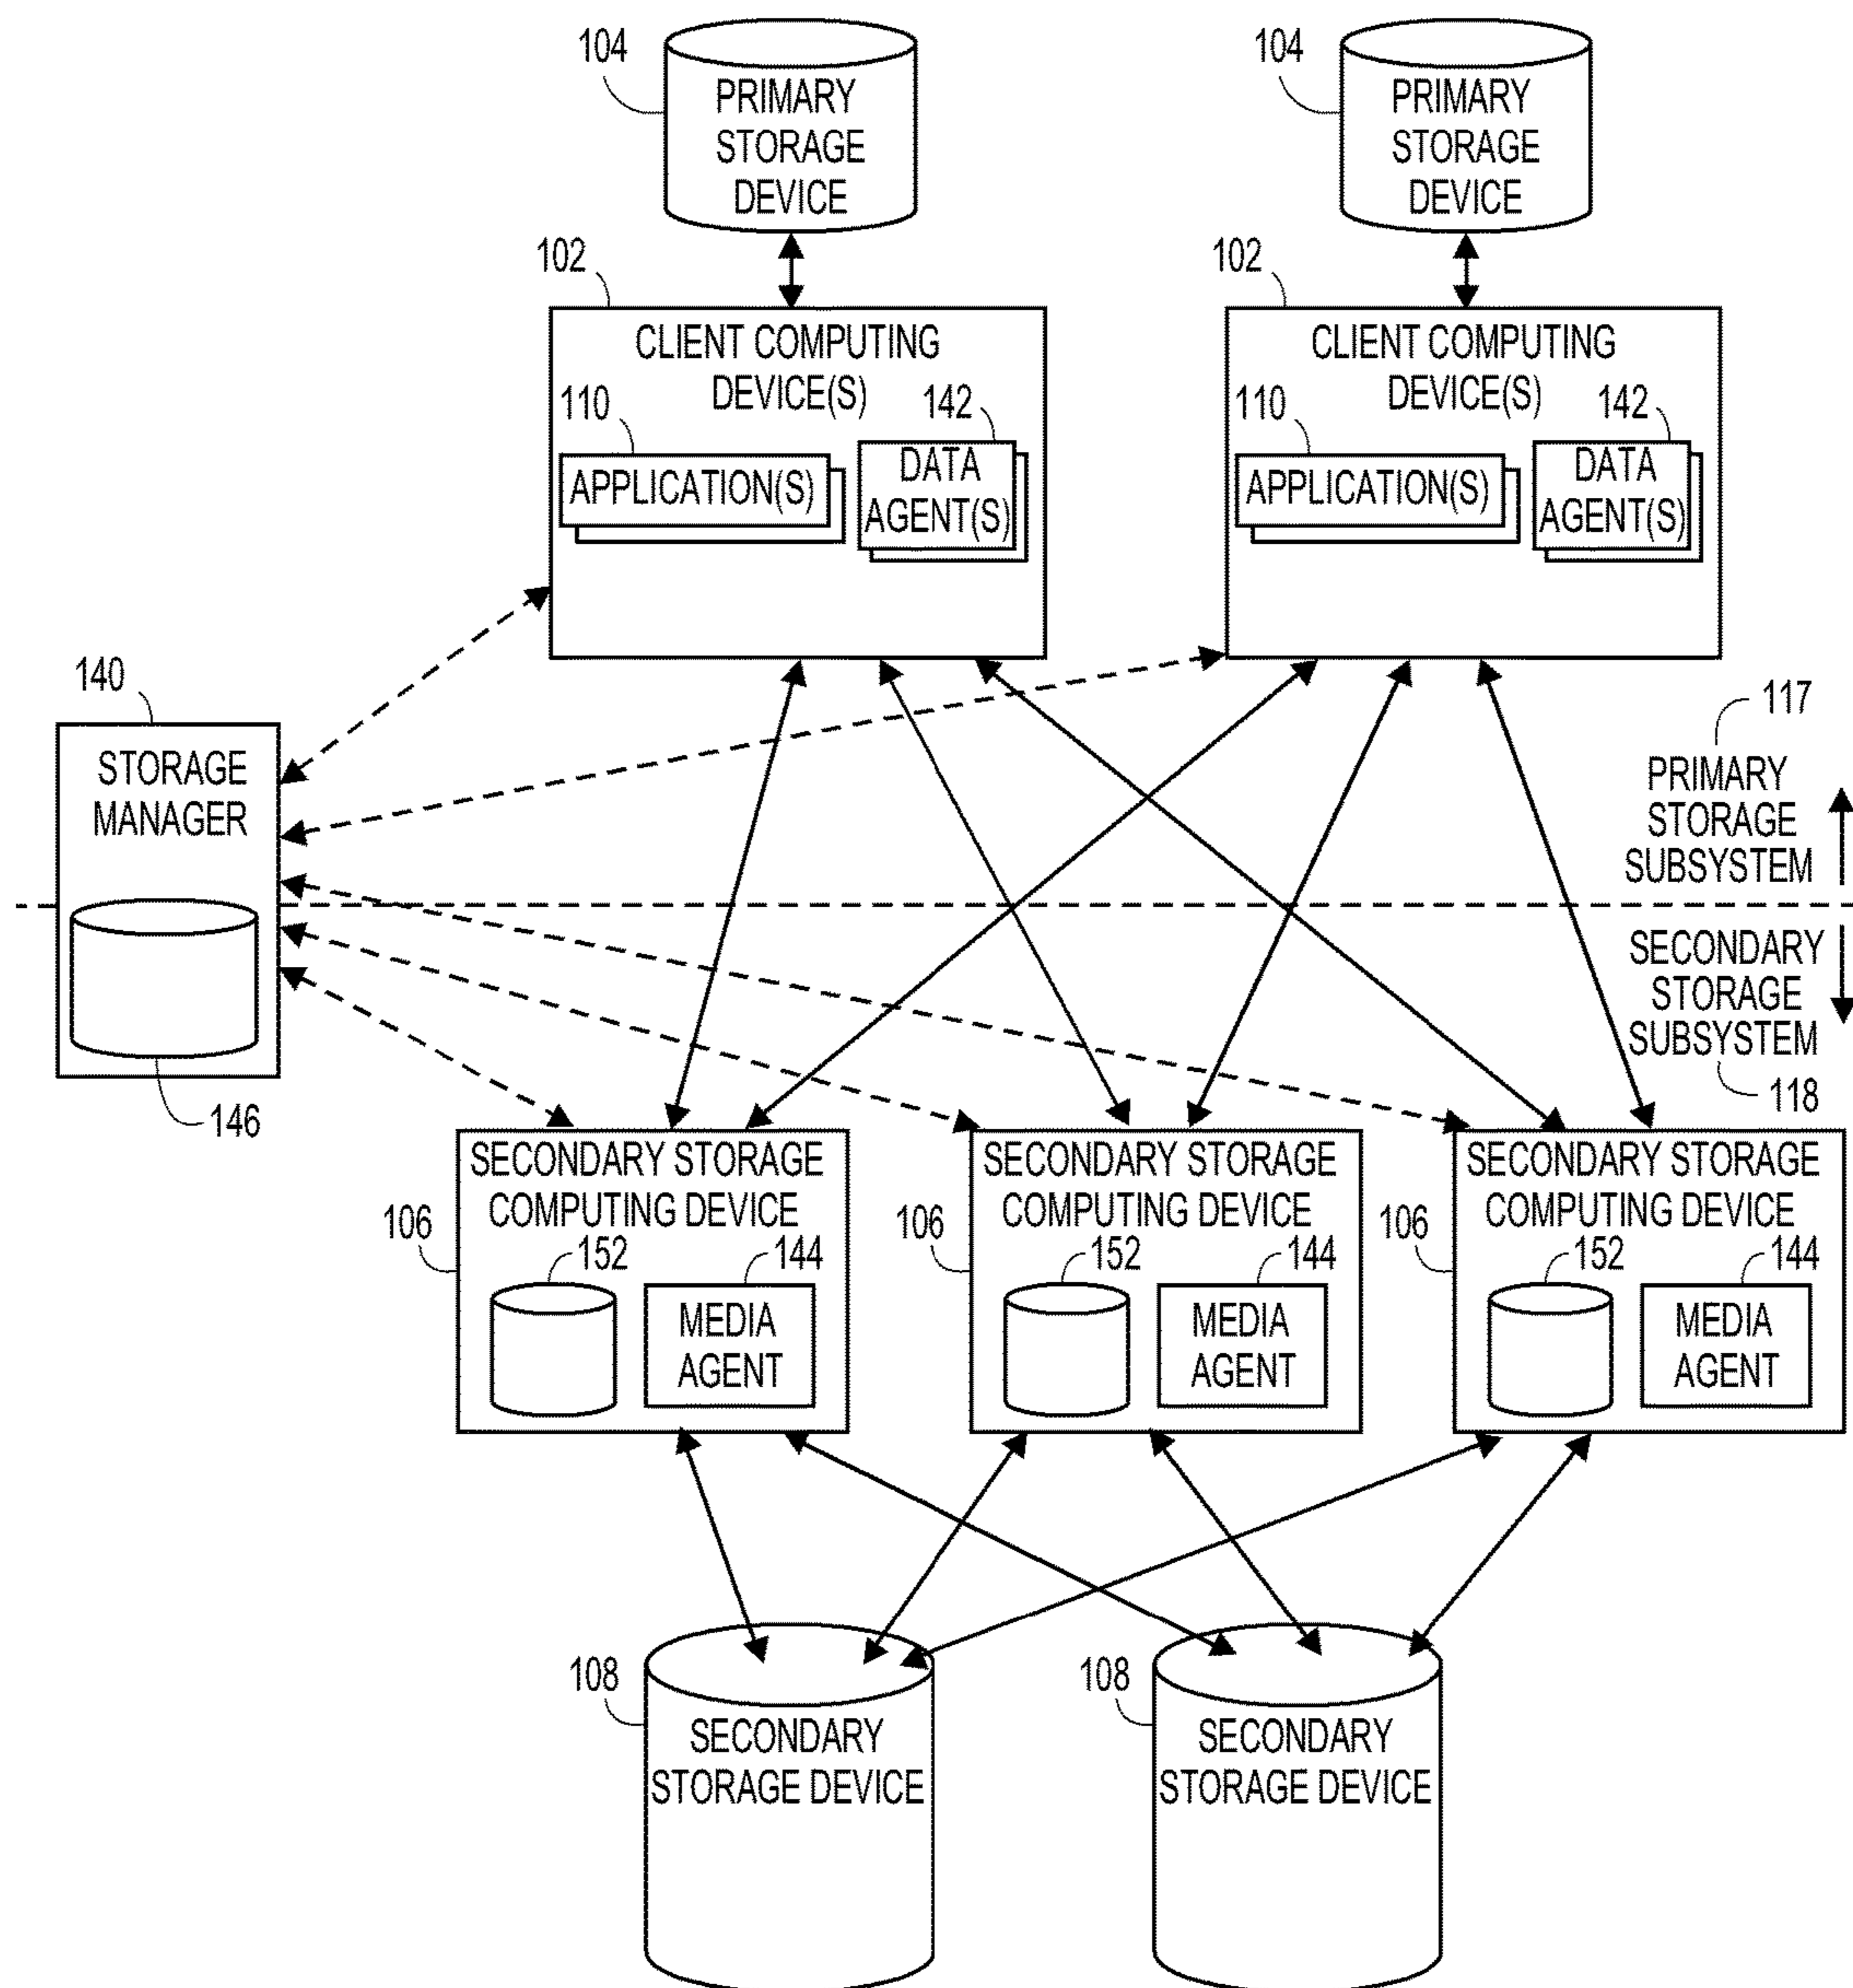 104
PRIMARY
STORAGE
DEVICE
104
PRIMARY
STORAGE
DEVICE
102
CLIENT COMPUTING
DEVICE(S)
110
142
APPLICATION(S)
DATA
AGENT(S)
102
CLIENT COMPUTING
DEVICE(S)
110
142
APPLICATION(S)
DATA
AGENT(S)
140
STORAGE
MANAGER
146
117
PRIMARY
STORAGE
SUBSYSTEM
SECONDARY
STORAGE
SUBSYSTEM
118
SECONDARY STORAGE
COMPUTING DEVICE
106
152
144
MEDIA
AGENT
SECONDARY STORAGE
COMPUTING DEVICE
106
152
144
MEDIA
AGENT
SECONDARY STORAGE
COMPUTING DEVICE
106
152
144
MEDIA
AGENT
108
SECONDARY
STORAGE DEVICE
108
SECONDARY
STORAGE DEVICE